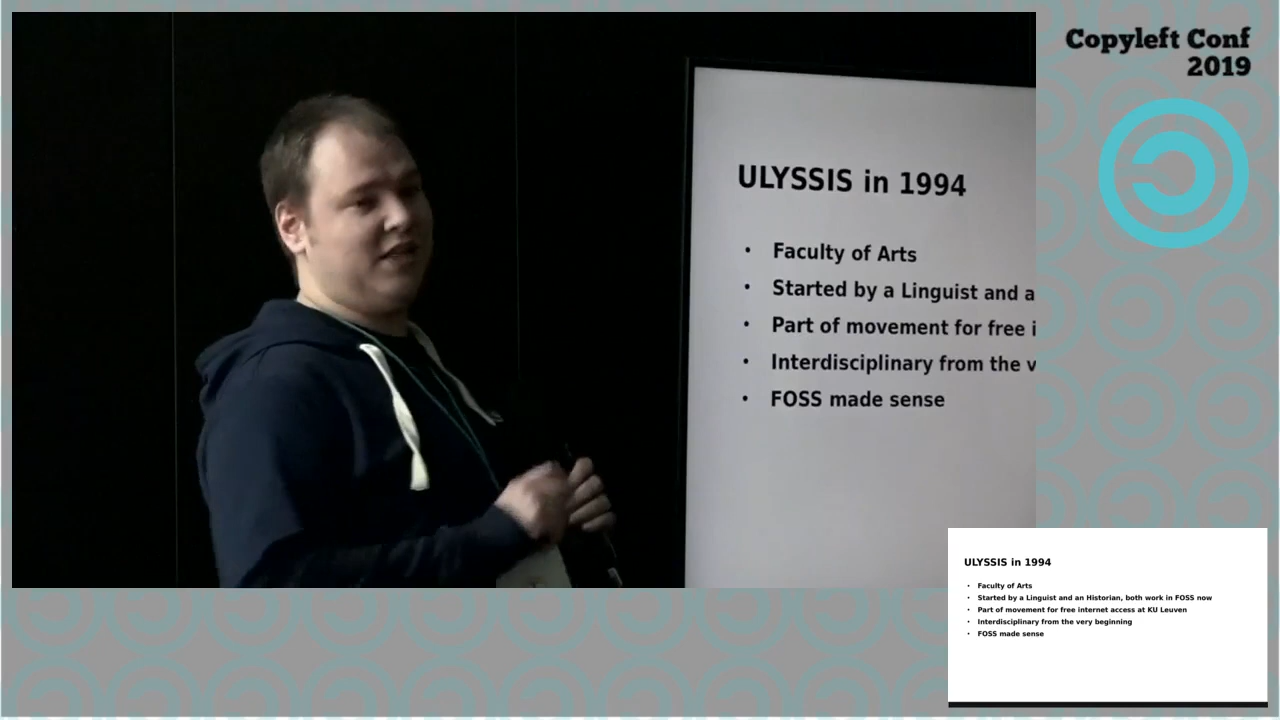 Copyleft Conf
2019
ULYSSIS in 1994
• Faculty of Arts
• Started by a Linguist and a
• Part of movement for free i
• Interdisciplinary from the v
• FOSS made sense
ULYSSIS in 1994
• Faculty of Arts
• Started by a Linguist and an Historian, both work in FOSS now
• Part of movement for free internet access at KU Leuven
• Interdisciplinary from the very beginning
• FOSS made sense